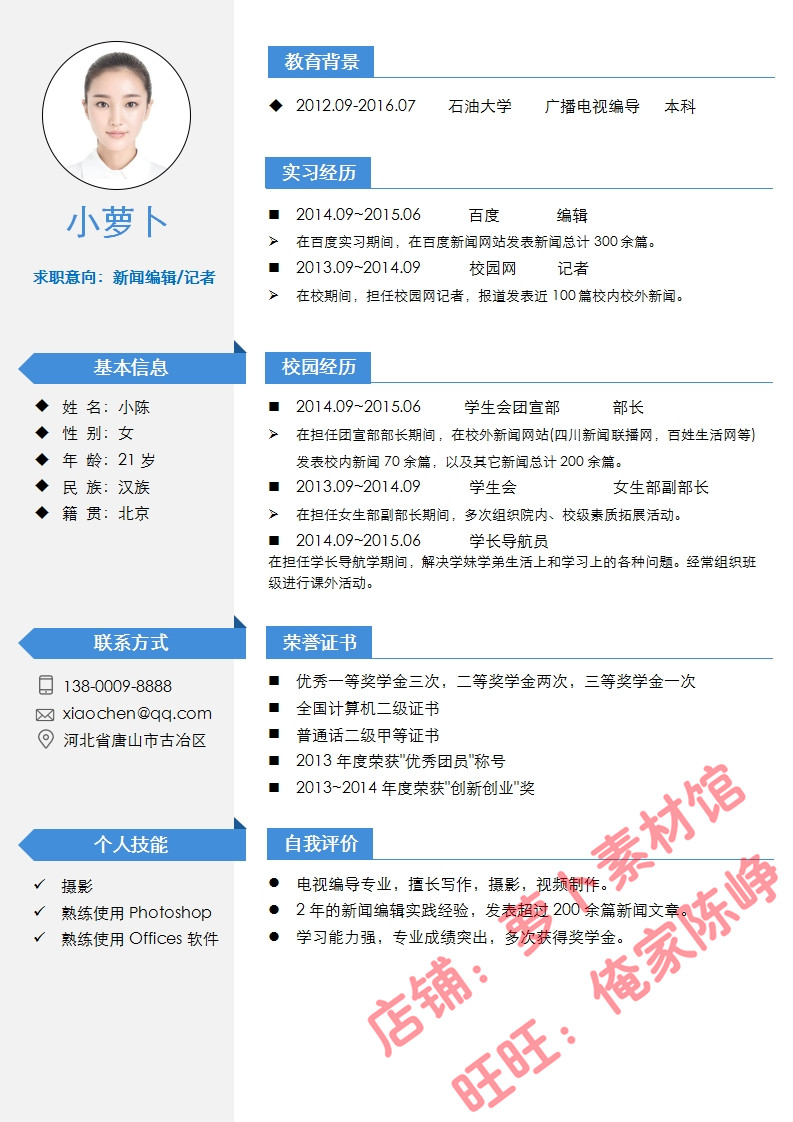 小萝卜
求职意向：新闻编辑/记者
基本信息
姓 名：小陈
性 别：女
年 龄：21 岁
民 族：汉族
籍 贯：北京
联系方式
138-0009-8888
xiaochen@qq.com
河北省唐山市古冶区
个人技能
摄影
熟练使用 Photoshop
熟练使用 Offices 软件
教育背景
2012.09-2016.07 石油大学 广播电视编导 本科
实习经历
2014.09~2015.06 百度 编辑
在百度实习期间，在百度新闻网站发表新闻总计 300 余篇。
2013.09~2014.09 校园网 记者
在校期间，担任校园网记者，报道发表近 100 篇校内校外新闻。
校园经历
2014.09~2015.06 学生会团宣部 部长
在担任团宣部部长期间，在校外新闻网站(四川新闻联播网，百姓生活网等)
发表校内新闻 70 余篇，以及其它新闻总计 200 余篇。
2013.09~2014.09 学生会 女生部副部长
在担任女生部副部长期间，多次组织院内、校级素质拓展活动。
2014.09~2015.06 学长导航员
在担任学长导航学期间，解决学妹学弟生活上和学习上的各种问题。经常组织班
级进行课外活动。
荣誉证书
优秀一等奖学金三次，二等奖学金两次，三等奖学金一次
全国计算机二级证书
普通话二级甲等证书
2013 年度荣获"优秀团员"称号
2013~2014 年度荣获"创新创业"奖
自我评价
电视编导专业，擅长写作，摄影，视频制作。
2 年的新闻编辑实践经验，发表超过 200 余篇新闻文章。
学习能力强，专业成绩突出，多次获得奖学金。
店铺：萝卜素材馆
旺旺：俺家陈峥